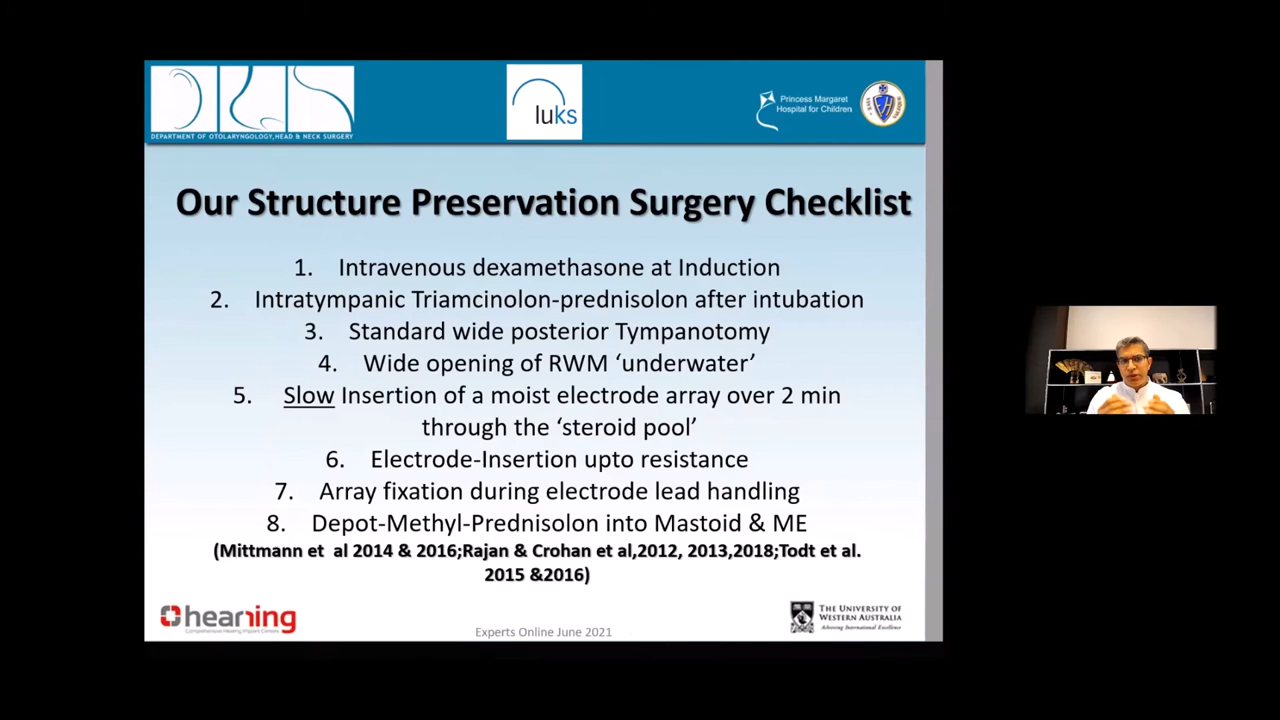 DEPARTMENT OF OTOLARYNGOLOGY, HEAD & NECK SURGERY
luks
Princess Margaret
Hospital for Children
Our Structure Preservation Surgery Checklist
1. Intravenous dexamethasone at Induction
2. Intratympanic Triamcinolon-prednisolon after intubation
3. Standard wide posterior Tympanotomy
4. Wide opening of RWM ‘underwater’
5. Slow Insertion of a moist electrode array over 2 min
through the ‘steroid pool’
6. Electrode-Insertion upto resistance
7. Array fixation during electrode lead handling
8. Depot-Methyl-Prednisolon into Mastoid & ME
(Mittmann et al 2014 & 2016;Rajan & Crohan et al,2012, 2013,2018;Todt et al.
2015 &2016)
hearring
Comprehensive Hearing Implant Centers
Experts Online June 2021
THE UNIVERSITY OF
WESTERN AUSTRALIA
Achieving International Excellence